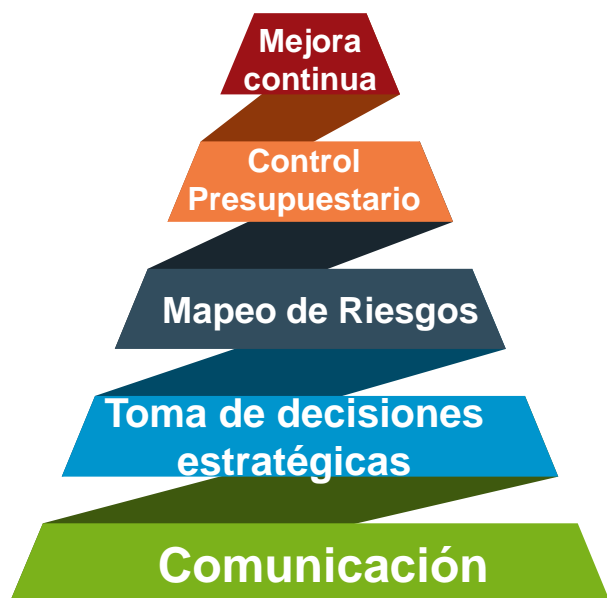 Mejora
continua
Control
Presupuestario
Mapeo de Riesgos
Toma de decisiones
estratégicas
Comunicación